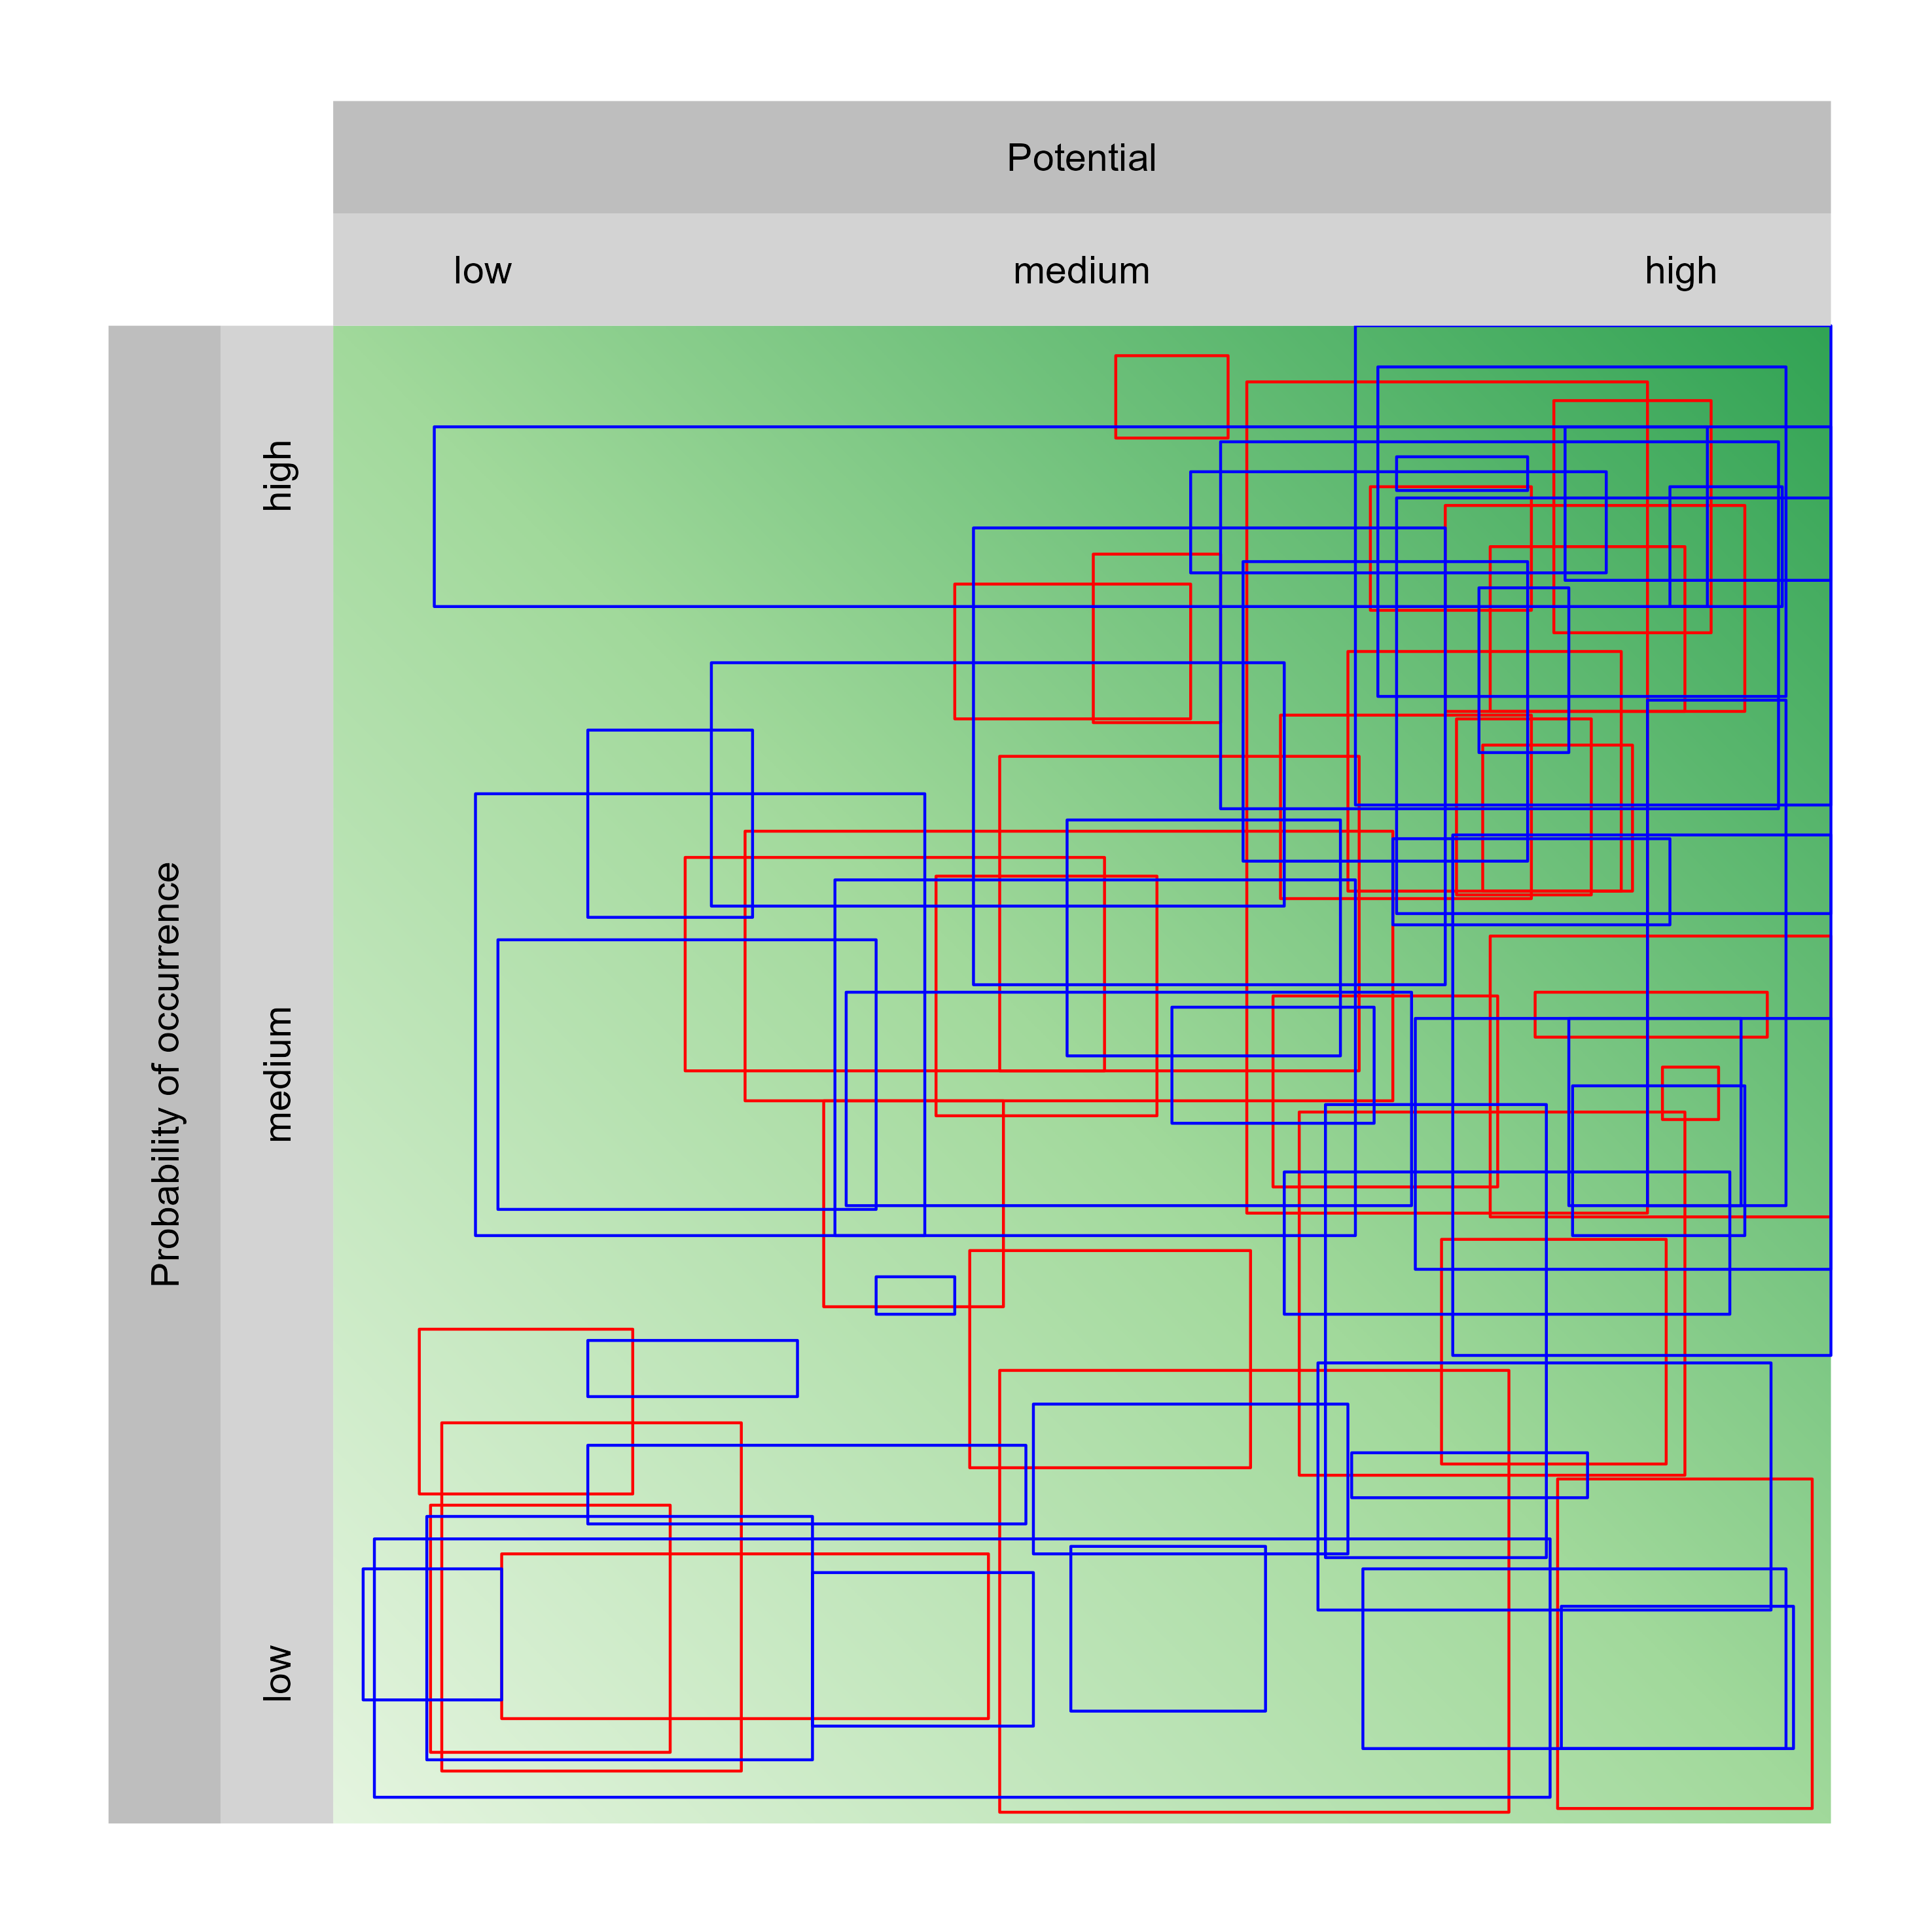 Potential
low medium high
Probability of occurrence
high
medium
low